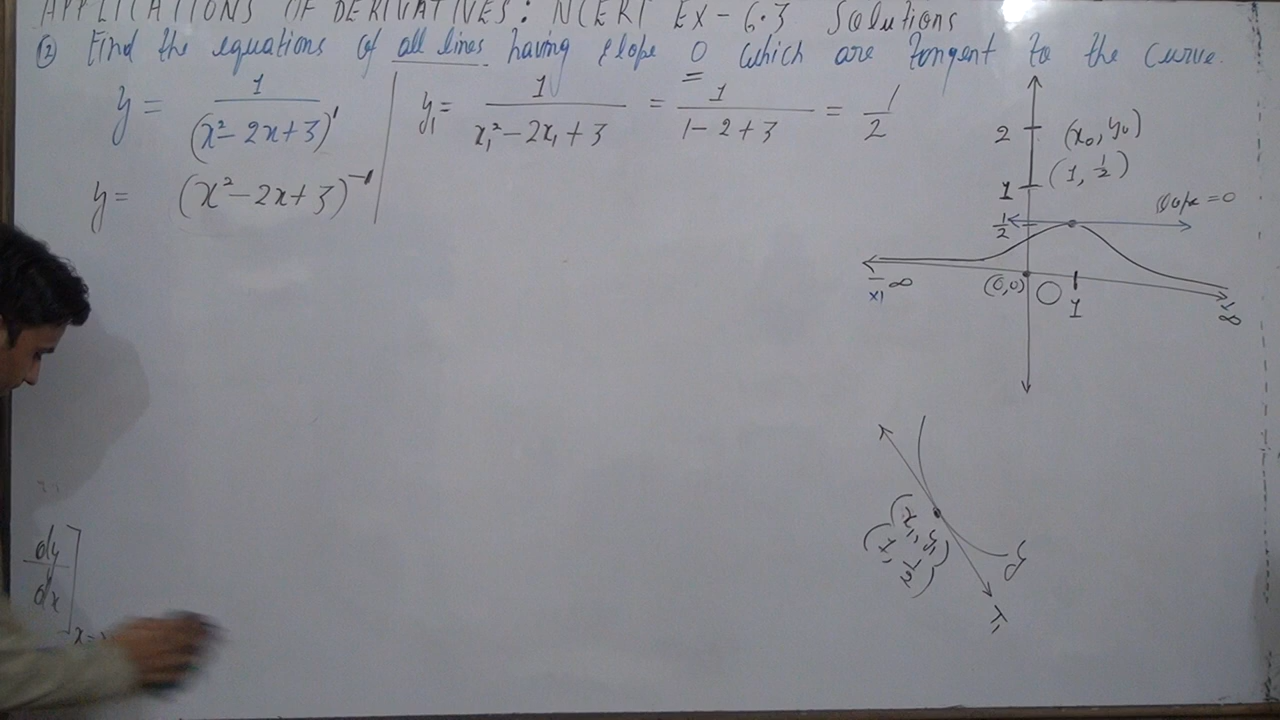 APPLICATIONS OF DERIVATIVES: NCERT EX-6.3 Solutions
(12) Find the equations of all lines having slope 0 which are tangent to the curve.
y = 1/(x²-2x+3)¹
y = (x²-2x+3)⁻¹
y₁ = 1/(x₁²-2x₁+3) = 1/(1-2+3) = 1/2
2 (x₀, y₀)
1 (1, 1/2)
1/2 slope = 0
-∞ (0,0) O 1 ∞
x₁
(x₁, y₁)
(1, 1/2)
y
T₁
dy/dx]
x=